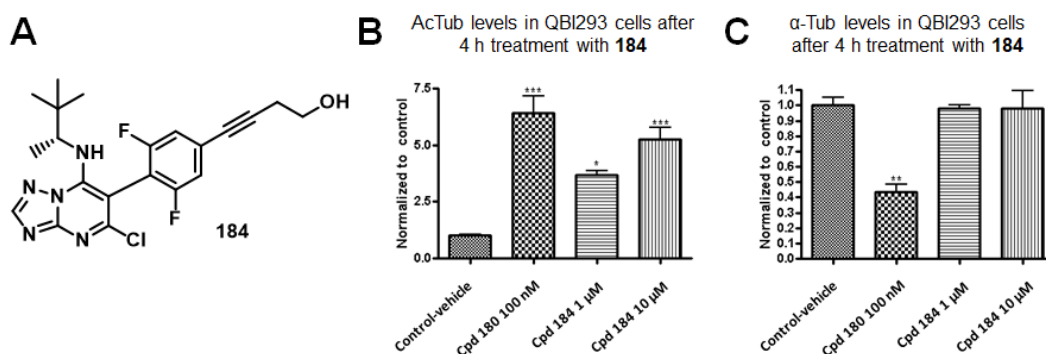 A
OH
F
NH
N
N
N
N
Cl
F
184
B
AcTub levels in QBI293 cells after
4 h treatment with 184
Normalized to control
7.5
5.0
2.5
0.0
***
*
***
Control-vehicle
Cpd 180 100 nM
Cpd 184 1 µM
Cpd 184 10 µM
C
α-Tub levels in QBI293 cells
after 4 h treatment with 184
Normalized to control
1.1
1.0
0.9
0.8
0.7
0.6
0.5
0.4
0.3
0.2
0.1
0.1
**
Control-vehicle
Cpd 180 100 nM
Cpd 184 1 µM
Cpd 184 10 µM